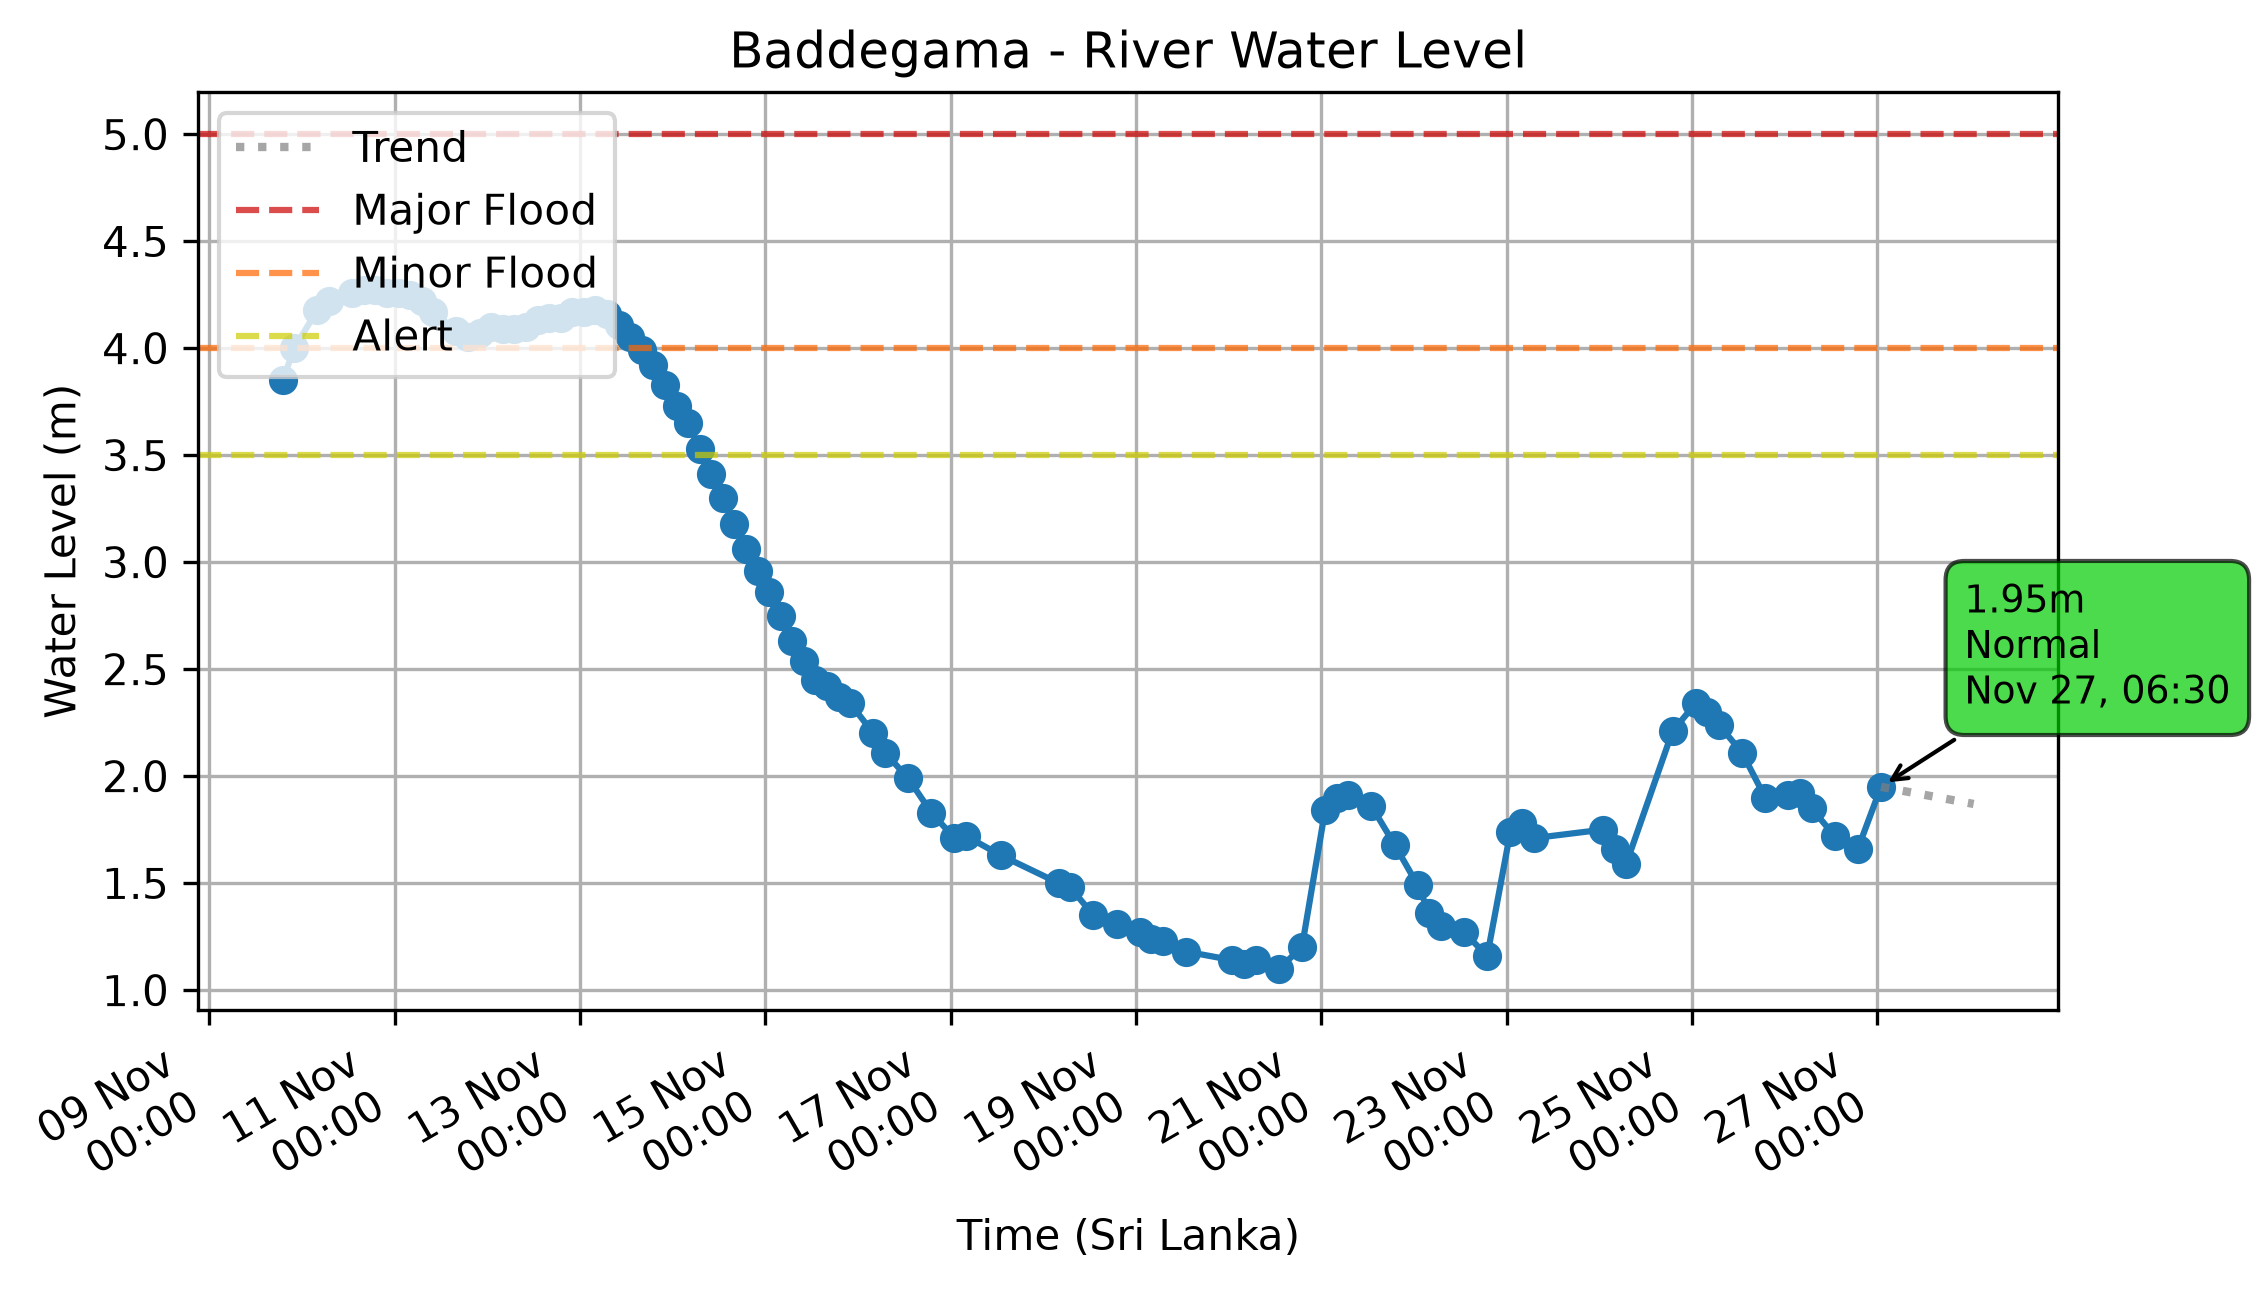 Baddegama - River Water Level
5.0
4.5
4.0
3.5
3.0
2.5
2.0
1.5
1.0
Water Level (m)
Trend
Major Flood
Minor Flood
Alert
1.95m
Normal
Nov 27, 06:30
09 Nov
00:00
11 Nov
00:00
13 Nov
00:00
15 Nov
00:00
17 Nov
00:00
19 Nov
00:00
21 Nov
00:00
23 Nov
00:00
25 Nov
00:00
27 Nov
00:00
Time (Sri Lanka)